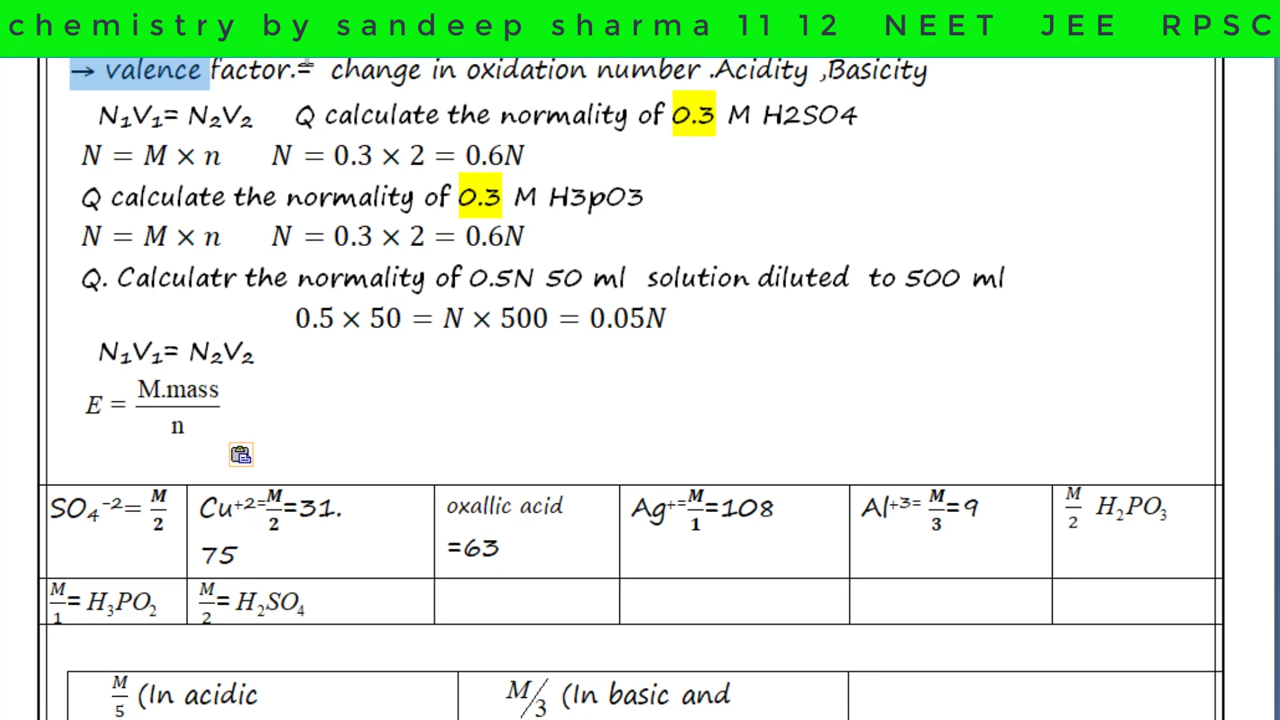 chemistry by sandeep sharma 11 12 NEET JEE RPSC
→ valence factor.= change in oxidation number .Acidity ,Basicity
N₁V₁= N₂V₂ Q calculate the normality of 0.3 M H2SO4
N = M × n N = 0.3 × 2 = 0.6N
Q calculate the normality of 0.3 M H3pO3
N = M × n N = 0.3 × 2 = 0.6N
Q. Calculatr the normality of 0.5N 50 ml solution diluted to 500 ml
0.5 × 50 = N × 500 = 0.05N
N₁V₁= N₂V₂
E = M.mass/n
SO₄⁻²= M/2 Cu⁺²⁼M/2=31. oxallic acid Ag⁺⁼M/1=108 Al⁺³⁼ M/3=9 M/2 H₂PO₃
75 =63
M/1= H₃PO₂ M/2= H₂SO₄
M/5 (In acidic M/3 (In basic and